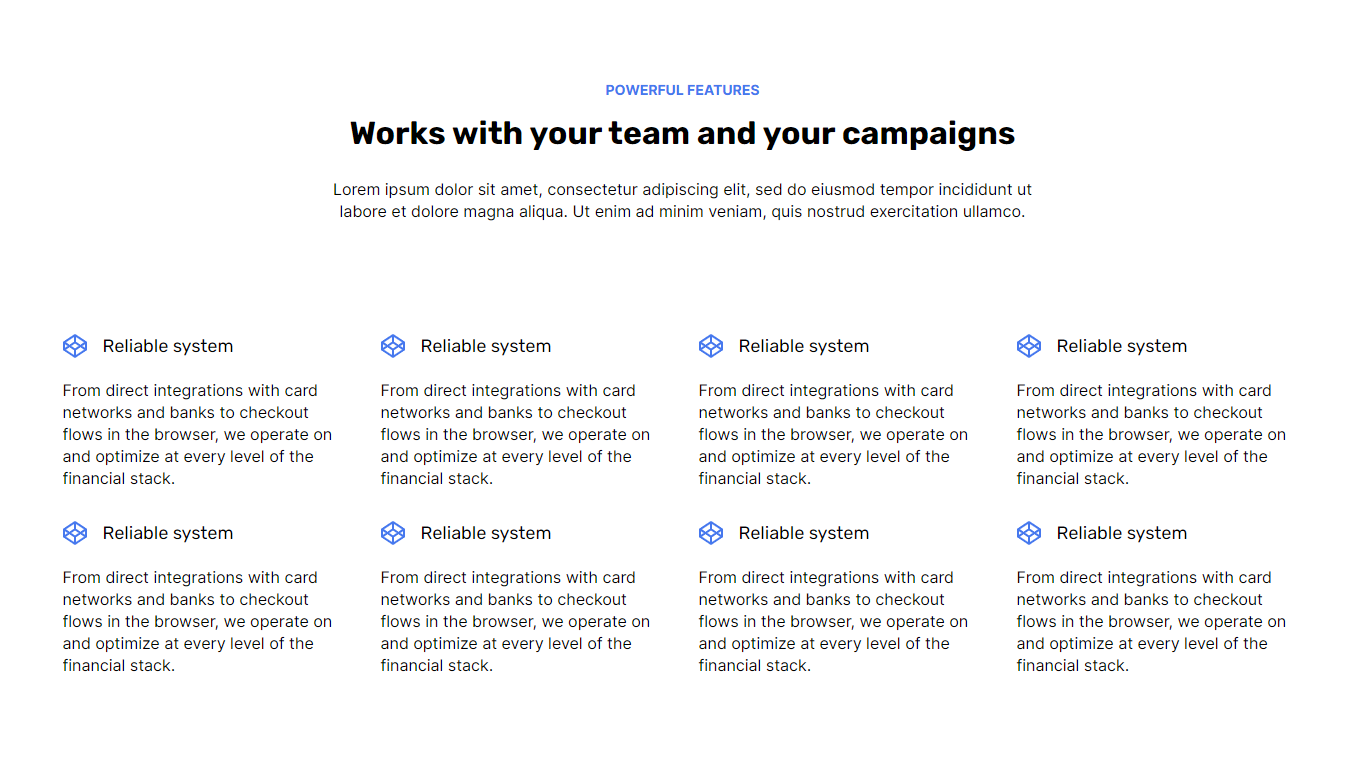 POWERFUL FEATURES
Works with your team and your campaigns
Lorem ipsum dolor sit amet, consectetur adipiscing elit, sed do eiusmod tempor incididunt ut
labore et dolore magna aliqua. Ut enim ad minim veniam, quis nostrud exercitation ullamco.
Reliable system
From direct integrations with card
networks and banks to checkout
flows in the browser, we operate on
and optimize at every level of the
financial stack.
Reliable system
From direct integrations with card
networks and banks to checkout
flows in the browser, we operate on
and optimize at every level of the
financial stack.
Reliable system
From direct integrations with card
networks and banks to checkout
flows in the browser, we operate on
and optimize at every level of the
financial stack.
Reliable system
From direct integrations with card
networks and banks to checkout
flows in the browser, we operate on
and optimize at every level of the
financial stack.
Reliable system
From direct integrations with card
networks and banks to checkout
flows in the browser, we operate on
and optimize at every level of the
financial stack.
Reliable system
From direct integrations with card
networks and banks to checkout
flows in the browser, we operate on
and optimize at every level of the
financial stack.
Reliable system
From direct integrations with card
networks and banks to checkout
flows in the browser, we operate on
and optimize at every level of the
financial stack.
Reliable system
From direct integrations with card
networks and banks to checkout
flows in the browser, we operate on
and optimize at every level of the
financial stack.